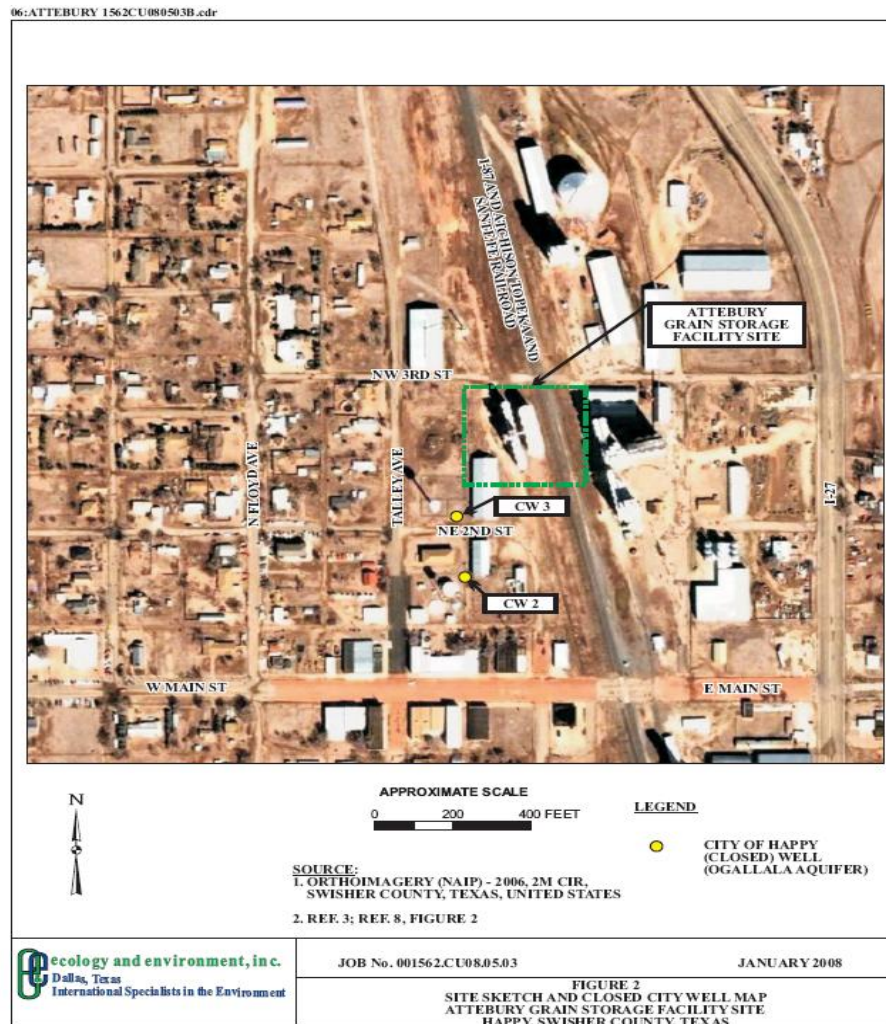 06:ATTEBURY 1562CU080503B.cdr
I-87 AND ATCHISON TOPEKA AND
SANTE FE RAILROAD
ATTEBURY
GRAIN STORAGE
FACILITY SITE
NW 3RD ST
N FLOYD AVE
TALLEY AVE
I-27
CW 3
NE 2ND ST
CW 2
W MAIN ST
E MAIN ST
N
APPROXIMATE SCALE
0 200 400 FEET
LEGEND
CITY OF HAPPY
(CLOSED) WELL
(OGALLALA AQUIFER)
SOURCE:
1. ORTHOIMAGERY (NAIP) - 2006, 2M CIR,
SWISHER COUNTY, TEXAS, UNITED STATES
2. REF. 3; REF. 8, FIGURE 2
ecology and environment, inc.
Dallas, Texas
International Specialists in the Environment
JOB No. 001562.CU08.05.03
JANUARY 2008
FIGURE 2
SITE SKETCH AND CLOSED CITY WELL MAP
ATTEBURY GRAIN STORAGE FACILITY SITE
HAPPY, SWISHER COUNTY, TEXAS